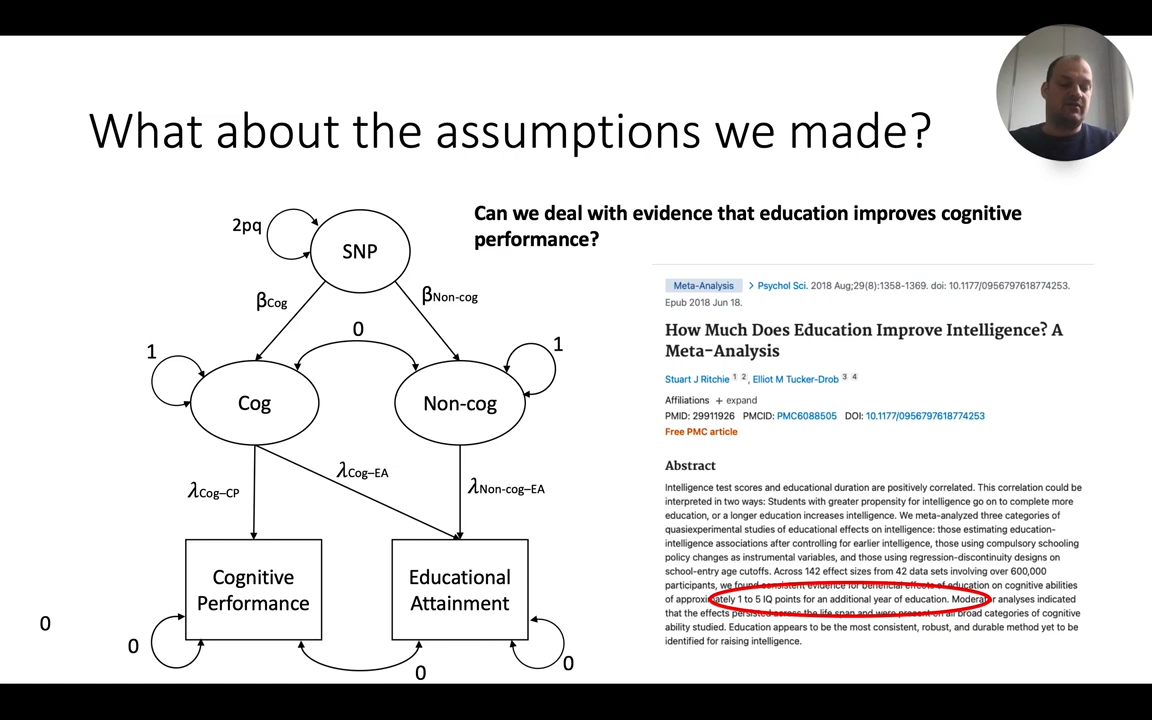 What about the assumptions we made?
Can we deal with evidence that education improves cognitive
performance?
2pq
SNP
βCog
βNon-cog
0
1
1
Cog
Non-cog
λCog–CP
λCog–EA
λNon-cog–EA
Cognitive
Performance
Educational
Attainment
0
0
0
0
Meta-Analysis > Psychol Sci. 2018 Aug;29(8):1358-1369. doi: 10.1177/0956797618774253.
Epub 2018 Jun 18.
How Much Does Education Improve Intelligence? A
Meta-Analysis
Stuart J Ritchie 1 2, Elliot M Tucker-Drob 3 4
Affiliations + expand
PMID: 29911926 PMCID: PMC6088505 DOI: 10.1177/0956797618774253
Free PMC article
Abstract
Intelligence test scores and educational duration are positively correlated. This correlation could be
interpreted in two ways: Students with greater propensity for intelligence go on to complete more
education, or a longer education increases intelligence. We meta-analyzed three categories of
quasiexperimental studies of educational effects on intelligence: those estimating education-
intelligence associations after controlling for earlier intelligence, those using compulsory schooling
policy changes as instrumental variables, and those using regression-discontinuity designs on
school-entry age cutoffs. Across 142 effect sizes from 42 data sets involving over 600,000
participants, we found consistent evidence for beneficial effects of education on cognitive abilities
of approximately 1 to 5 IQ points for an additional year of education. Moderator analyses indicated
that the effects persisted across the life span and were present on all broad categories of cognitive
ability studied. Education appears to be the most consistent, robust, and durable method yet to be
identified for raising intelligence.